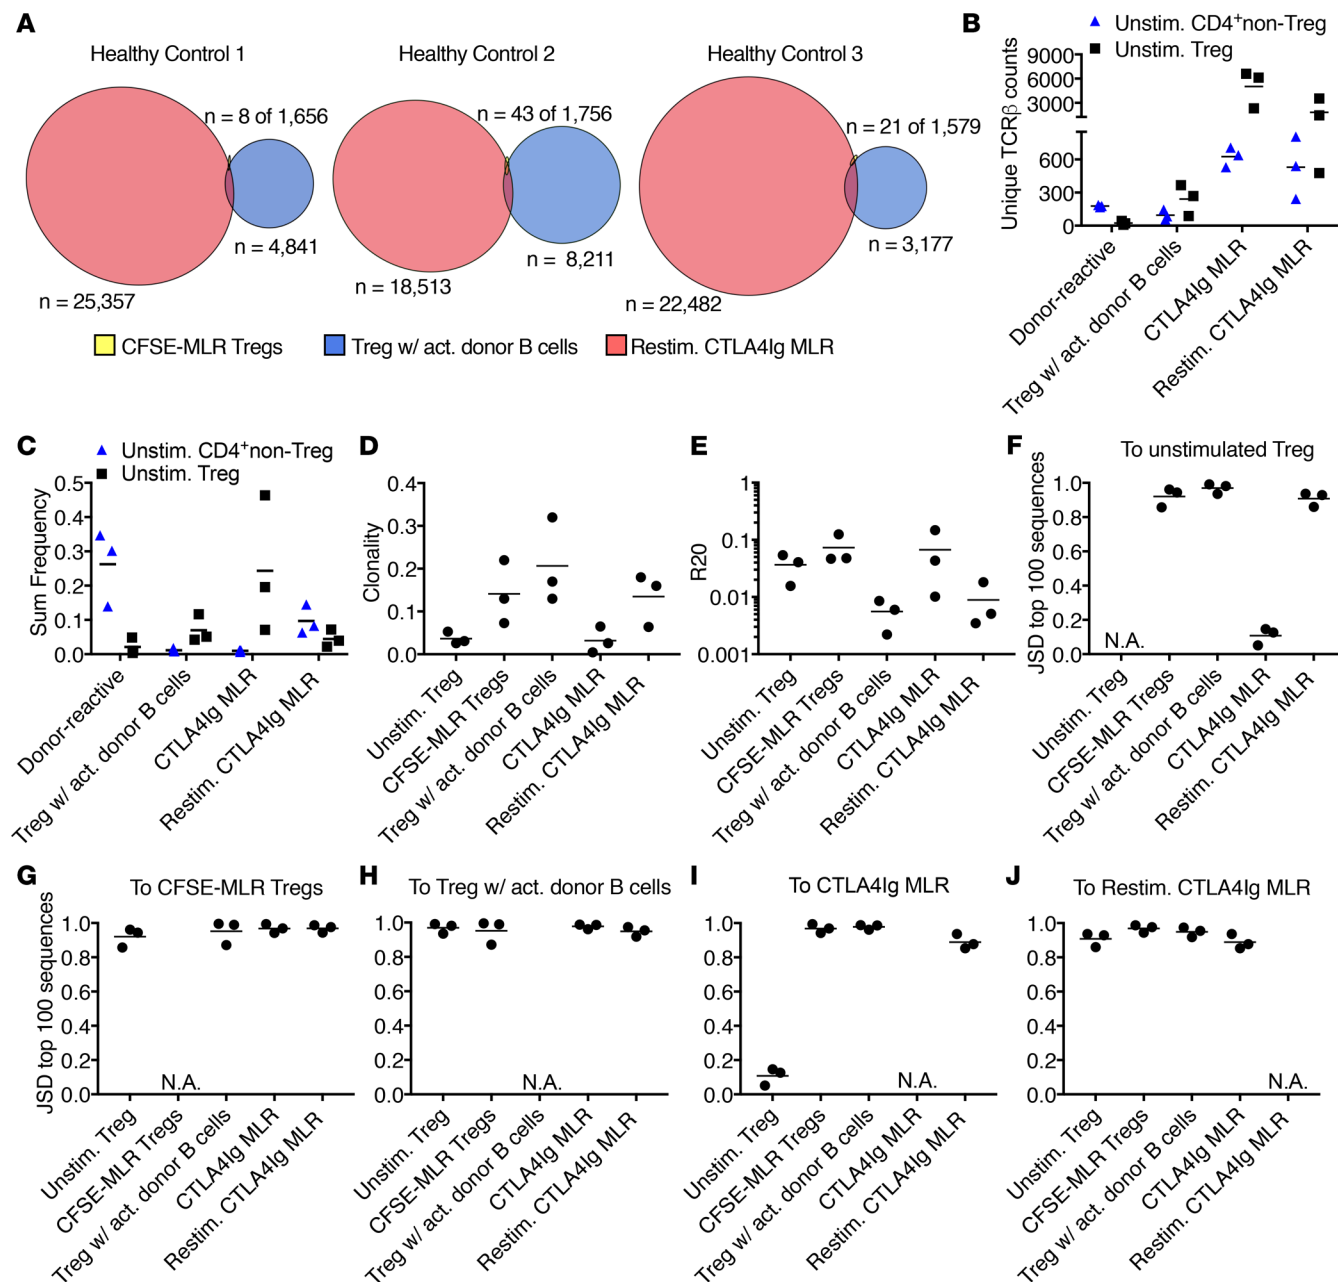 A
Healthy Control 1
Healthy Control 2
Healthy Control 3
n = 8 of 1,656
n = 43 of 1,756
n = 21 of 1,579
n = 4,841
n = 8,211
n = 3,177
n = 25,357
n = 18,513
n = 22,482
CFSE-MLR Tregs
Treg w/ act. donor B cells
Restim. CTLA4Ig MLR
B
Unstim. CD4+non-Treg
Unstim. Treg
Unique TCRβ counts
9000
6000
3000
600
300
0
Donor-reactive
Treg w/ act. donor B cells
CTLA4Ig MLR
Restim. CTLA4Ig MLR
C
Unstim. CD4+non-Treg
Unstim. Treg
Sum Frequency
0.5
0.4
0.3
0.2
0.1
0.0
Donor-reactive
Treg w/ act. donor B cells
CTLA4Ig MLR
Restim. CTLA4Ig MLR
D
Clonality
0.4
0.3
0.2
0.1
0.0
Unstim. Treg
CFSE-MLR Tregs
Treg w/ act. donor B cells
CTLA4Ig MLR
Restim. CTLA4Ig MLR
E
R20
1
0.1
0.01
0.001
Unstim. Treg
CFSE-MLR Tregs
Treg w/ act. donor B cells
CTLA4Ig MLR
Restim. CTLA4Ig MLR
F
To unstimulated Treg
JSD top 100 sequences
1.0
0.8
0.6
0.4
0.2
0.0
N.A.
Unstim. Treg
CFSE-MLR Tregs
Treg w/ act. donor B cells
CTLA4Ig MLR
Restim. CTLA4Ig MLR
G
To CFSE-MLR Tregs
JSD top 100 sequences
1.0
0.8
0.6
0.4
0.2
0.0
N.A.
Unstim. Treg
CFSE-MLR Tregs
Treg w/ act. donor B cells
CTLA4Ig MLR
Restim. CTLA4Ig MLR
H
To Treg w/ act. donor B cells
1.0
0.8
0.6
0.4
0.2
0.0
N.A.
Unstim. Treg
CFSE-MLR Tregs
Treg w/ act. donor B cells
CTLA4Ig MLR
Restim. CTLA4Ig MLR
I
To CTLA4Ig MLR
1.0
0.8
0.6
0.4
0.2
0.0
N.A.
Unstim. Treg
CFSE-MLR Tregs
Treg w/ act. donor B cells
CTLA4Ig MLR
Restim. CTLA4Ig MLR
J
To Restim. CTLA4Ig MLR
1.0
0.8
0.6
0.4
0.2
0.0
N.A.
Unstim. Treg
CFSE-MLR Tregs
Treg w/ act. donor B cells
CTLA4Ig MLR
Restim. CTLA4Ig MLR